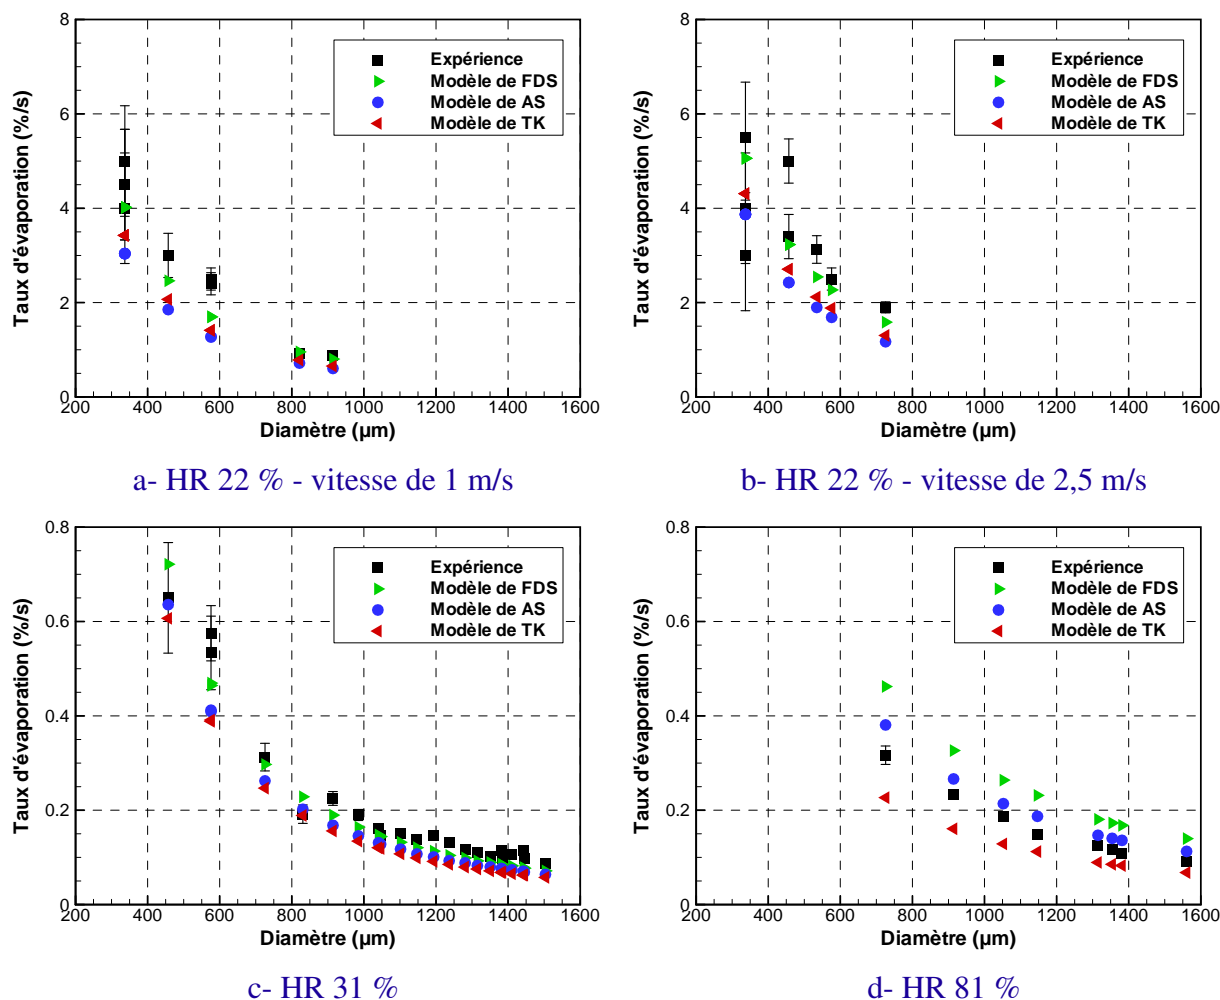 8
6
4
2
0
200 400 600 800 1000 1200 1400 1600
Taux d'évaporation (%/s)
Diamètre (µm)
Expérience
Modèle de FDS
Modèle de AS
Modèle de TK
a- HR 22 % - vitesse de 1 m/s
8
6
4
2
0
200 400 600 800 1000 1200 1400 1600
Taux d'évaporation (%/s)
Diamètre (µm)
Expérience
Modèle de FDS
Modèle de AS
Modèle de TK
b- HR 22 % - vitesse de 2,5 m/s
0.8
0.6
0.4
0.2
0
200 400 600 800 1000 1200 1400 1600
Taux d'évaporation (%/s)
Diamètre (µm)
Expérience
Modèle de FDS
Modèle de AS
Modèle de TK
c- HR 31 %
0.8
0.6
0.4
0.2
0
200 400 600 800 1000 1200 1400 1600
Taux d'évaporation (%/s)
Diamètre (µm)
Expérience
Modèle de FDS
Modèle de AS
Modèle de TK
d- HR 81 %